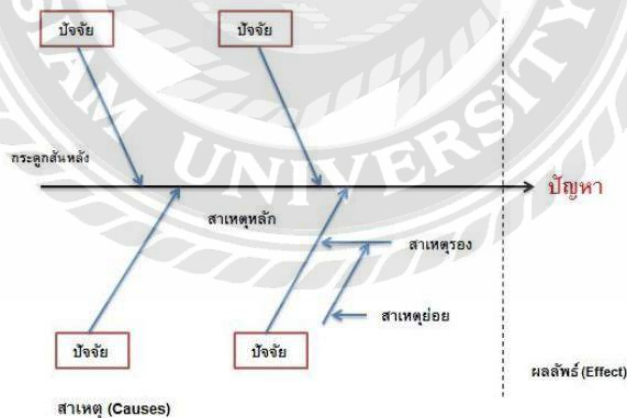 ปัจจัย
ปัจจัย
กระดูกสันหลัง
ปัญหา
สาเหตุหลัก
สาเหตุรอง
สาเหตุย่อย
ปัจจัย
ปัจจัย
ผลลัพธ์ (Effect)
สาเหตุ (Causes)
UNIVERSITY